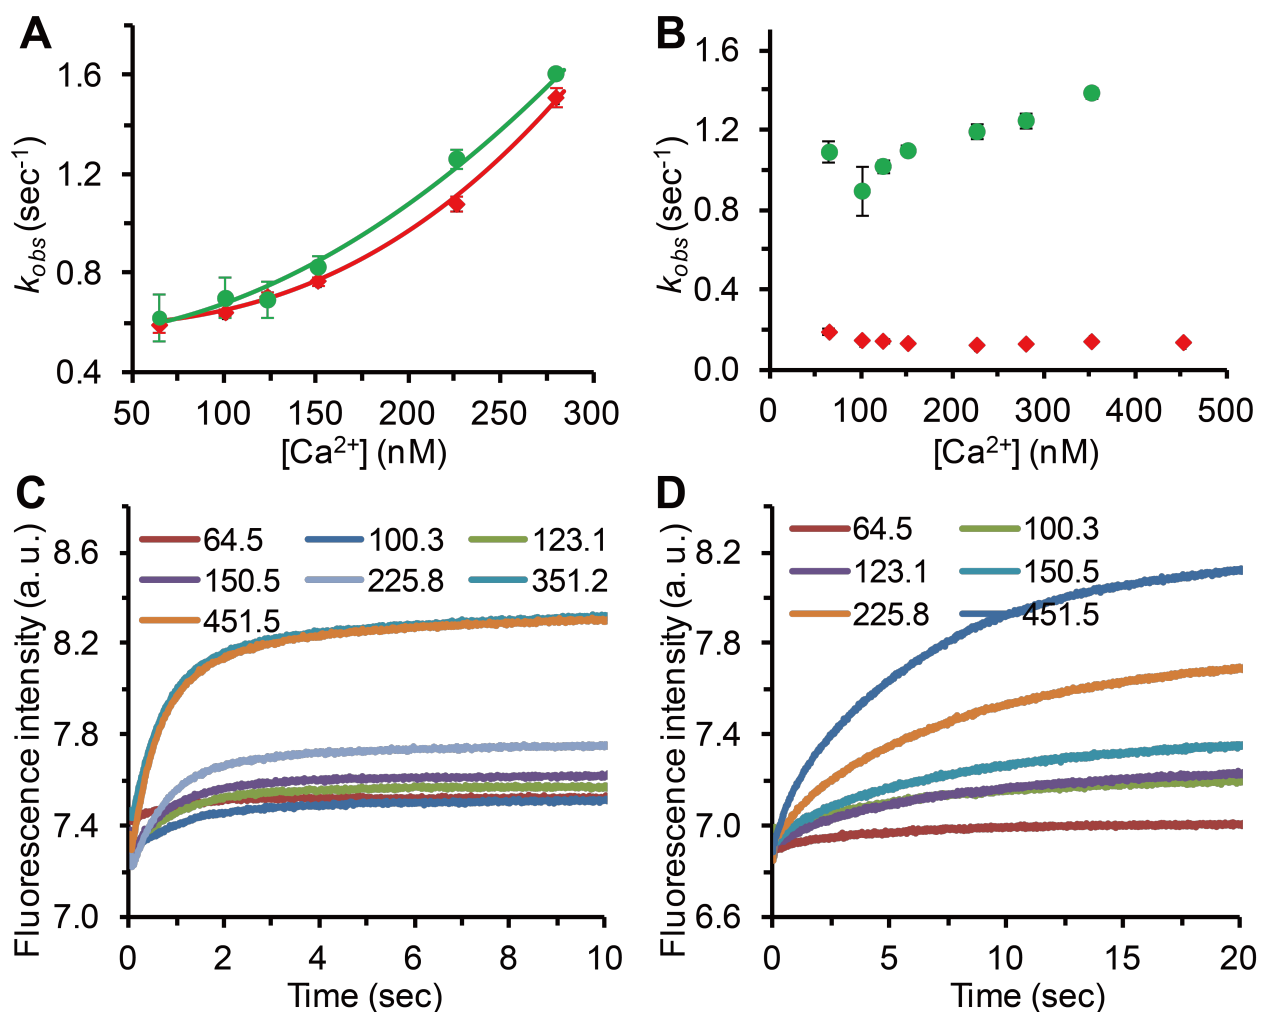 A
1.6
1.2
0.8
0.4
50 100 150 200 250 300
k_obs (sec⁻¹)
[Ca²⁺] (nM)
B
1.6
1.2
0.8
0.4
0.0
0 100 200 300 400 500
k_obs (sec⁻¹)
[Ca²⁺] (nM)
C
64.5 100.3 123.1
150.5 225.8 351.2
451.5
8.6
8.2
7.8
7.4
7.0
0 2 4 6 8 10
Fluorescence intensity (a. u.)
Time (sec)
D
64.5 100.3
123.1 150.5
225.8 451.5
8.2
7.8
7.4
7.0
6.6
0 5 10 15 20
Fluorescence intensity (a. u.)
Time (sec)